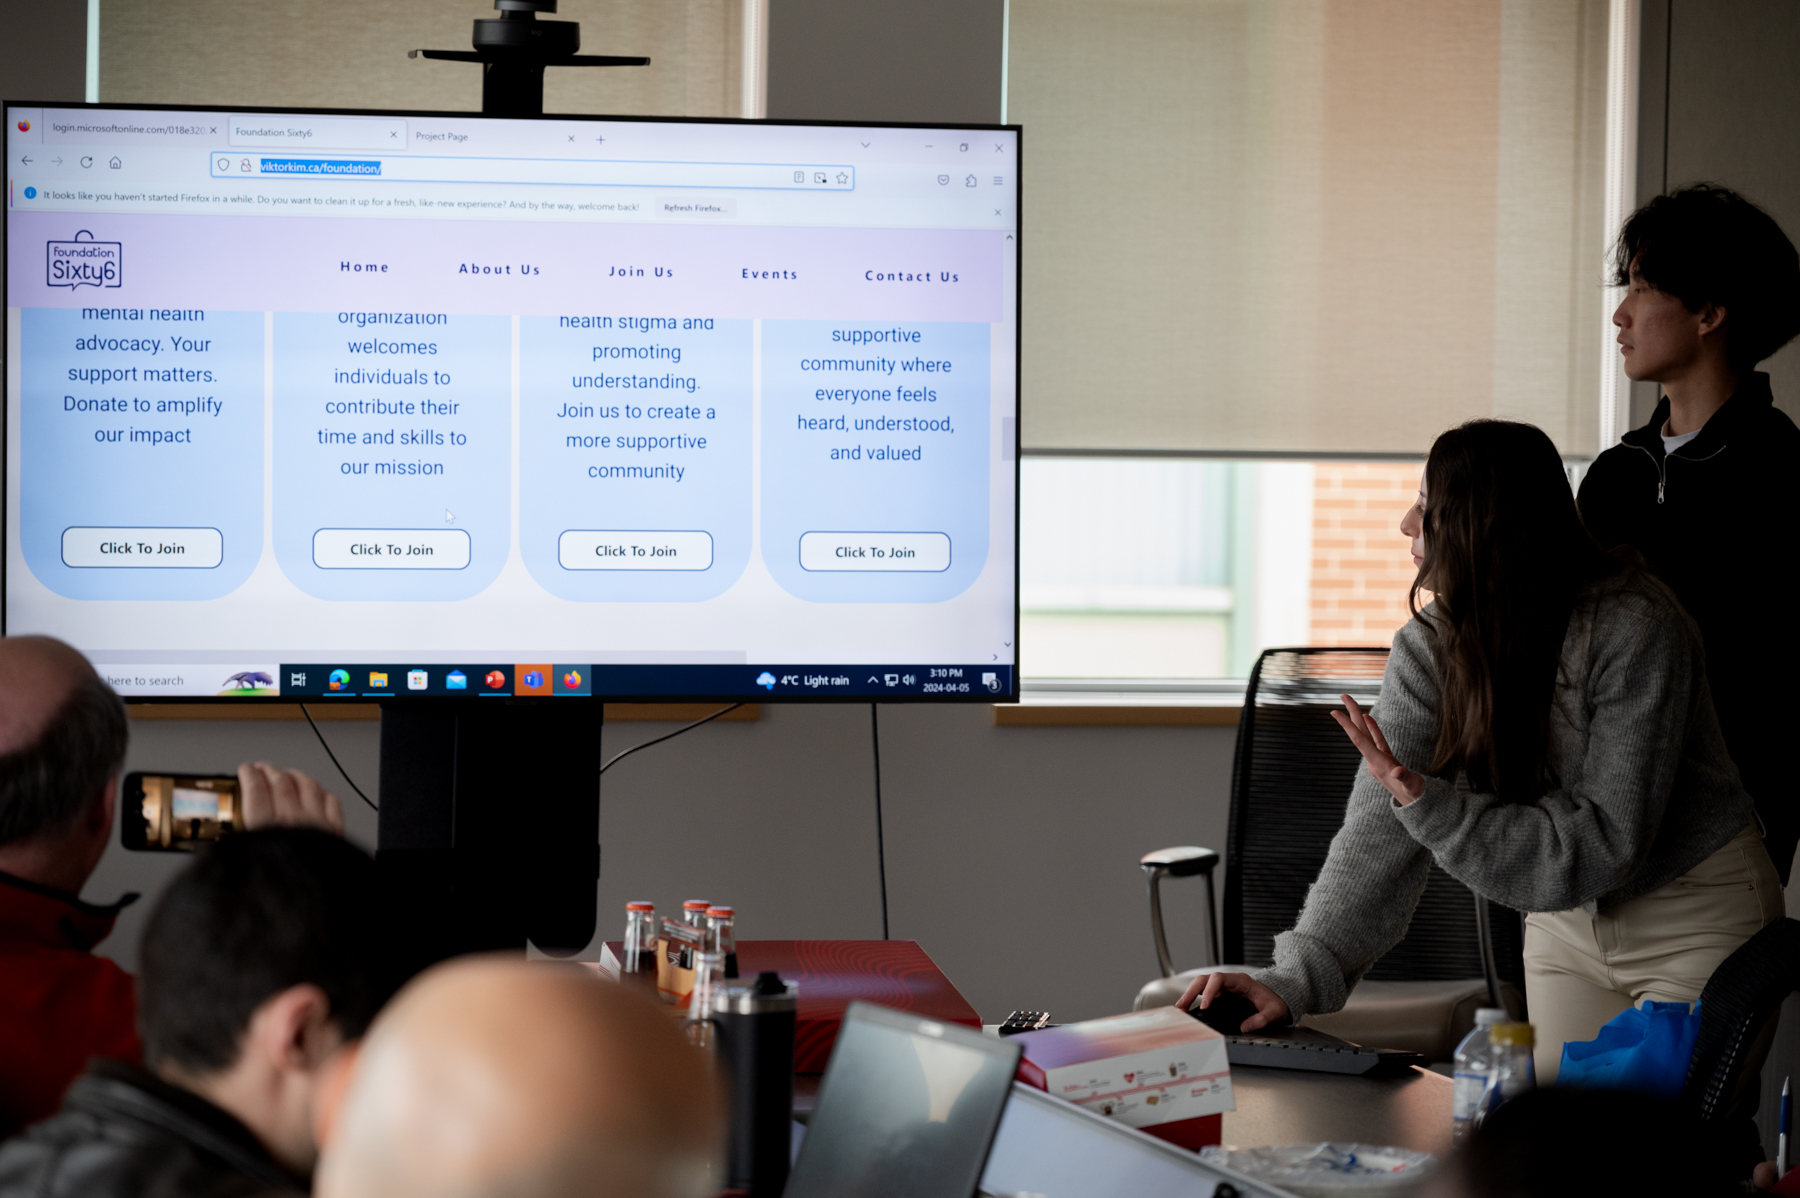 login.microsoftonline.com/018e320
Foundation Sixty6
Project Page
viktorkim.ca/foundation/
It looks like you haven't started Firefox in a while. Do you want to clean it up for a fresh, like-new experience? And by the way, welcome back!
Refresh Firefox...
foundation
Sixty6
Home
About Us
Join Us
Events
Contact Us
mental health
advocacy. Your
support matters.
Donate to amplify
our impact
Click To Join
organization
welcomes
individuals to
contribute their
time and skills to
our mission
Click To Join
health stigma and
promoting
understanding.
Join us to create a
more supportive
community
Click To Join
supportive
community where
everyone feels
heard, understood,
and valued
Click To Join
here to search
4°C Light rain
3:10 PM
2024-04-05
3